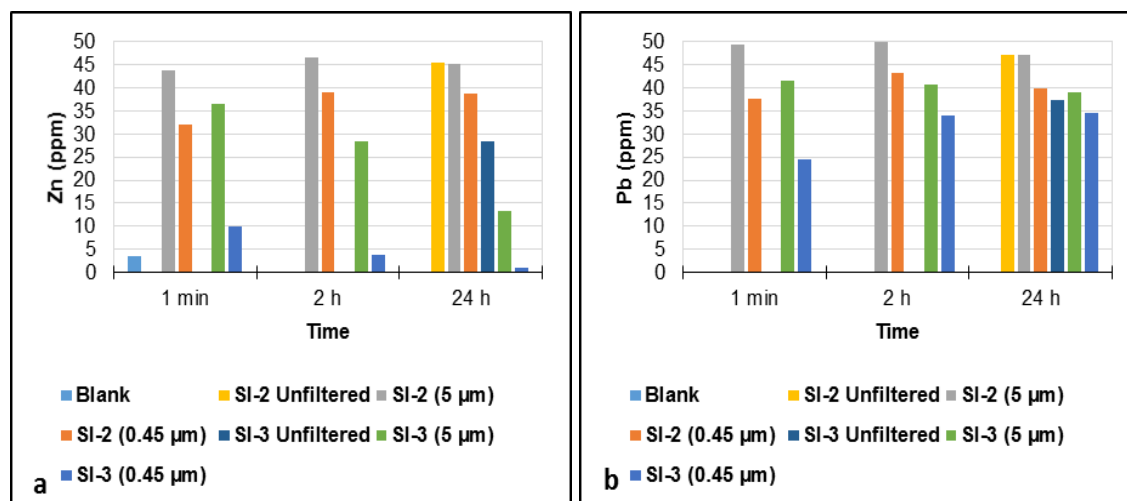 50
45
40
35
30
25
20
15
10
5
0
Zn (ppm)
1 min 2 h 24 h
Time
Blank SI-2 Unfiltered SI-2 (5 µm)
SI-2 (0.45 µm) SI-3 Unfiltered SI-3 (5 µm)
SI-3 (0.45 µm)
a
50
45
40
35
30
25
20
15
10
5
0
Pb (ppm)
1 min 2 h 24 h
Time
Blank SI-2 Unfiltered SI-2 (5 µm)
SI-2 (0.45 µm) SI-3 Unfiltered SI-3 (5 µm)
SI-3 (0.45 µm)
b